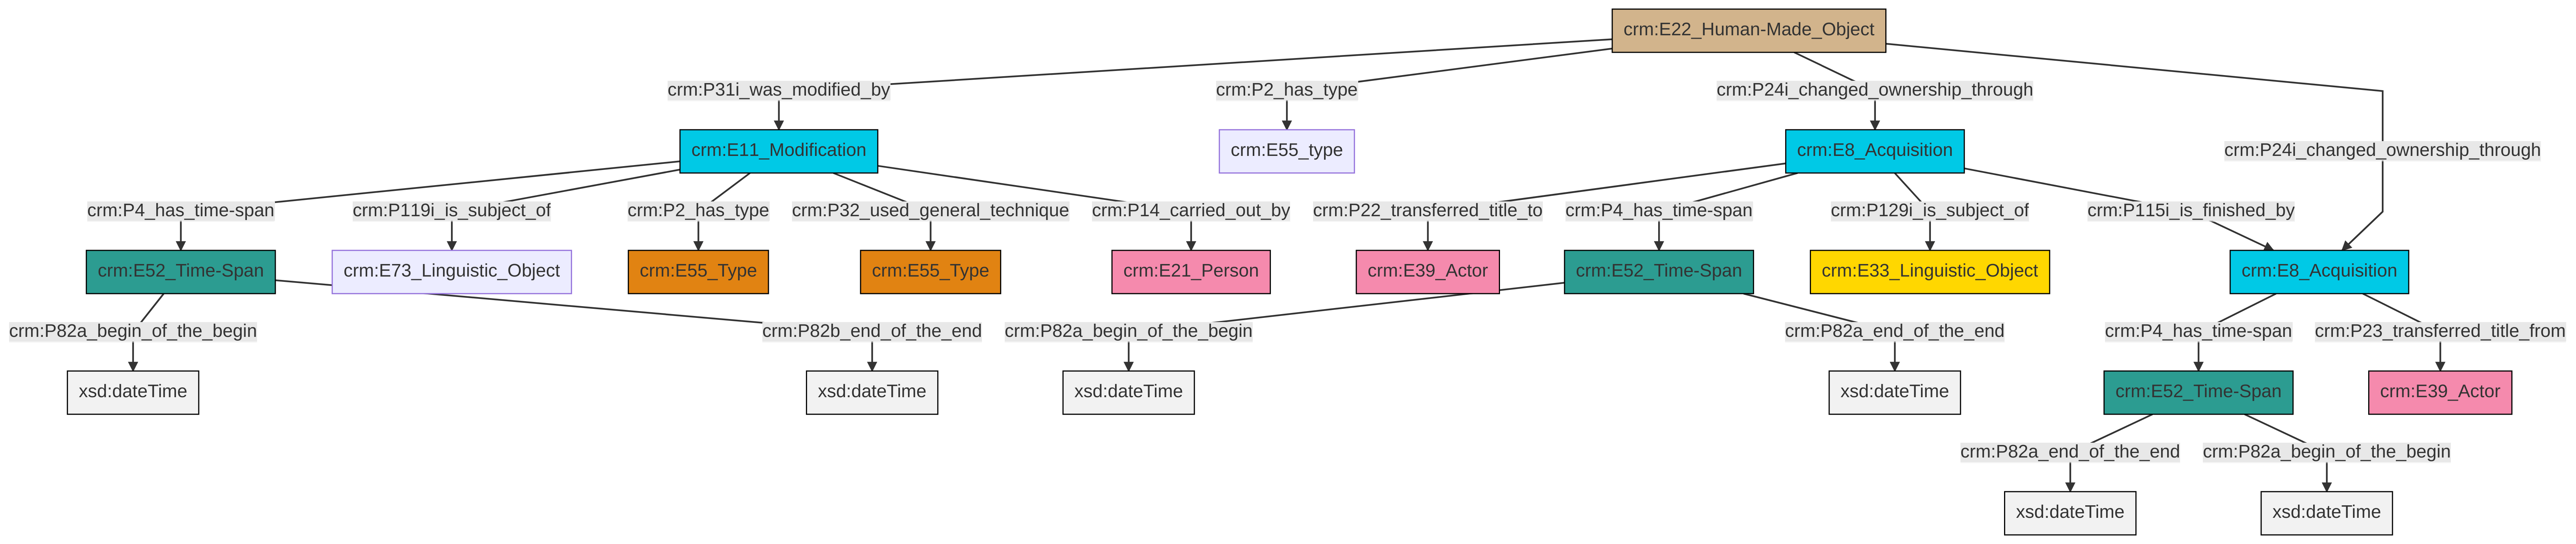 crm:E22_Human-Made_Object
crm:P31i_was_modified_by
crm:P2_has_type
crm:P24i_changed_ownership_through
crm:E11_Modification
crm:E55_type
crm:E8_Acquisition
crm:P24i_changed_ownership_through
crm:P4_has_time-span
crm:P119i_is_subject_of
crm:P2_has_type
crm:P32_used_general_technique
crm:P14_carried_out_by
crm:P22_transferred_title_to
crm:P4_has_time-span
crm:P129i_is_subject_of
crm:P115i_is_finished_by
crm:E52_Time-Span
crm:E73_Linguistic_Object
crm:E55_Type
crm:E55_Type
crm:E21_Person
crm:E39_Actor
crm:E52_Time-Span
crm:E33_Linguistic_Object
crm:E8_Acquisition
crm:P82a_begin_of_the_begin
crm:P82b_end_of_the_end
crm:P82a_begin_of_the_begin
crm:P82a_end_of_the_end
crm:P4_has_time-span
crm:P23_transferred_title_from
xsd:dateTime
xsd:dateTime
xsd:dateTime
xsd:dateTime
crm:E52_Time-Span
crm:E39_Actor
crm:P82a_end_of_the_end
crm:P82a_begin_of_the_begin
xsd:dateTime
xsd:dateTime